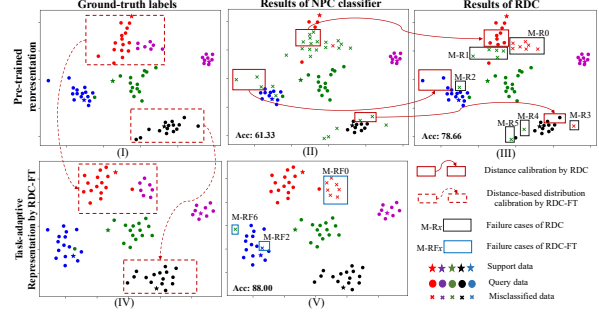 Ground-truth labels
Results of NPC classifier
Results of RDC
Pre-trained
representation
M-R0
M-R1
M-R2
M-R3
M-R4
M-R5
Acc: 61.33
Acc: 78.66
(I)
(II)
(III)
Task-adaptive
Representation by RDC-FT
M-RF0
M-RF6
M-RF2
Acc: 88.00
(IV)
(V)
Distance calibration by RDC
Distance-based distribution
calibration by RDC-FT
M-Rx
Failure cases of
RDC
M-RFx
Failure cases of RDC-FT
Support data
Query data
Misclassified data